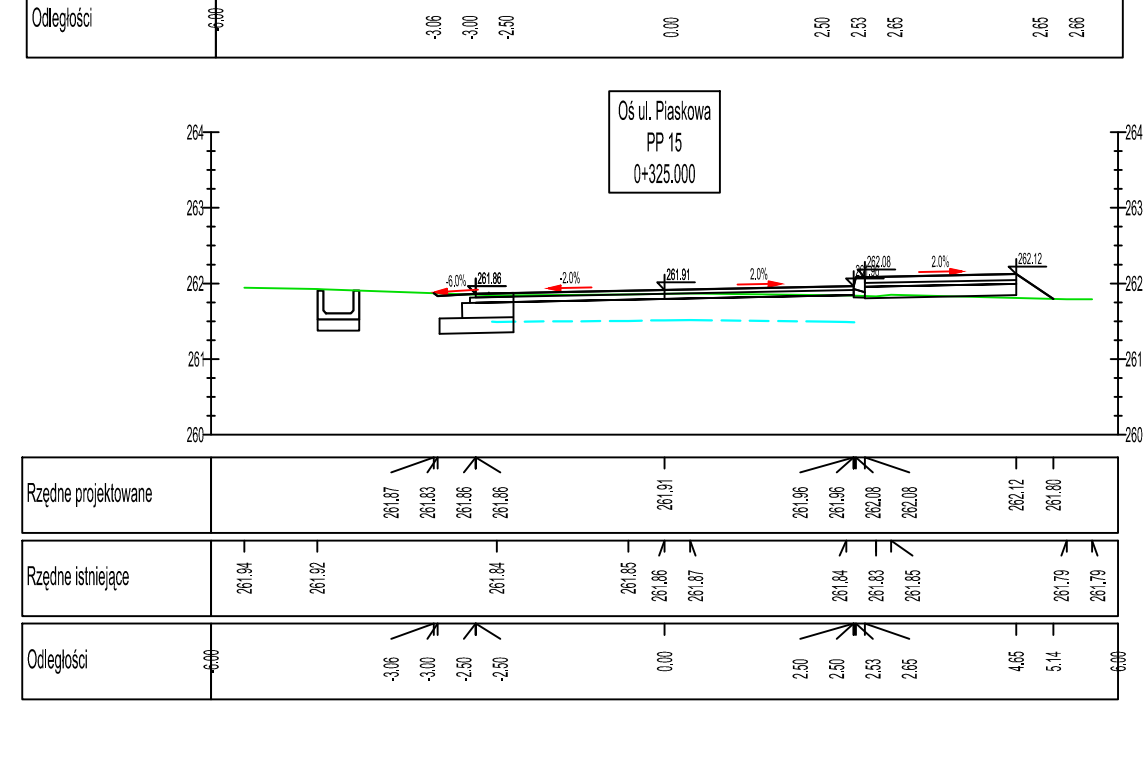 Odległości
-6.00 -3.06 -3.00 -2.50 0.00 2.50 2.53 2.65 2.65 2.66
Oś ul. Piaskowa
PP 15
0+325.000
264 264
263 263
262.08 2.0% 262.12
-6.0% 261.86 -2.0% 261.91 2.0%
262 262
261 261
260 260
Rzędne projektowane
261.87 261.83 261.86 261.86 261.91 261.96 261.96 262.08 262.08 262.12 261.80
Rzędne istniejące
261.94 261.92 261.84 261.85 261.86 261.87 261.84 261.83 261.85 261.79 261.79
Odległości
-6.00 -3.06 -3.00 -2.50 -2.50 0.00 2.50 2.50 2.53 2.65 4.65 5.14 6.00